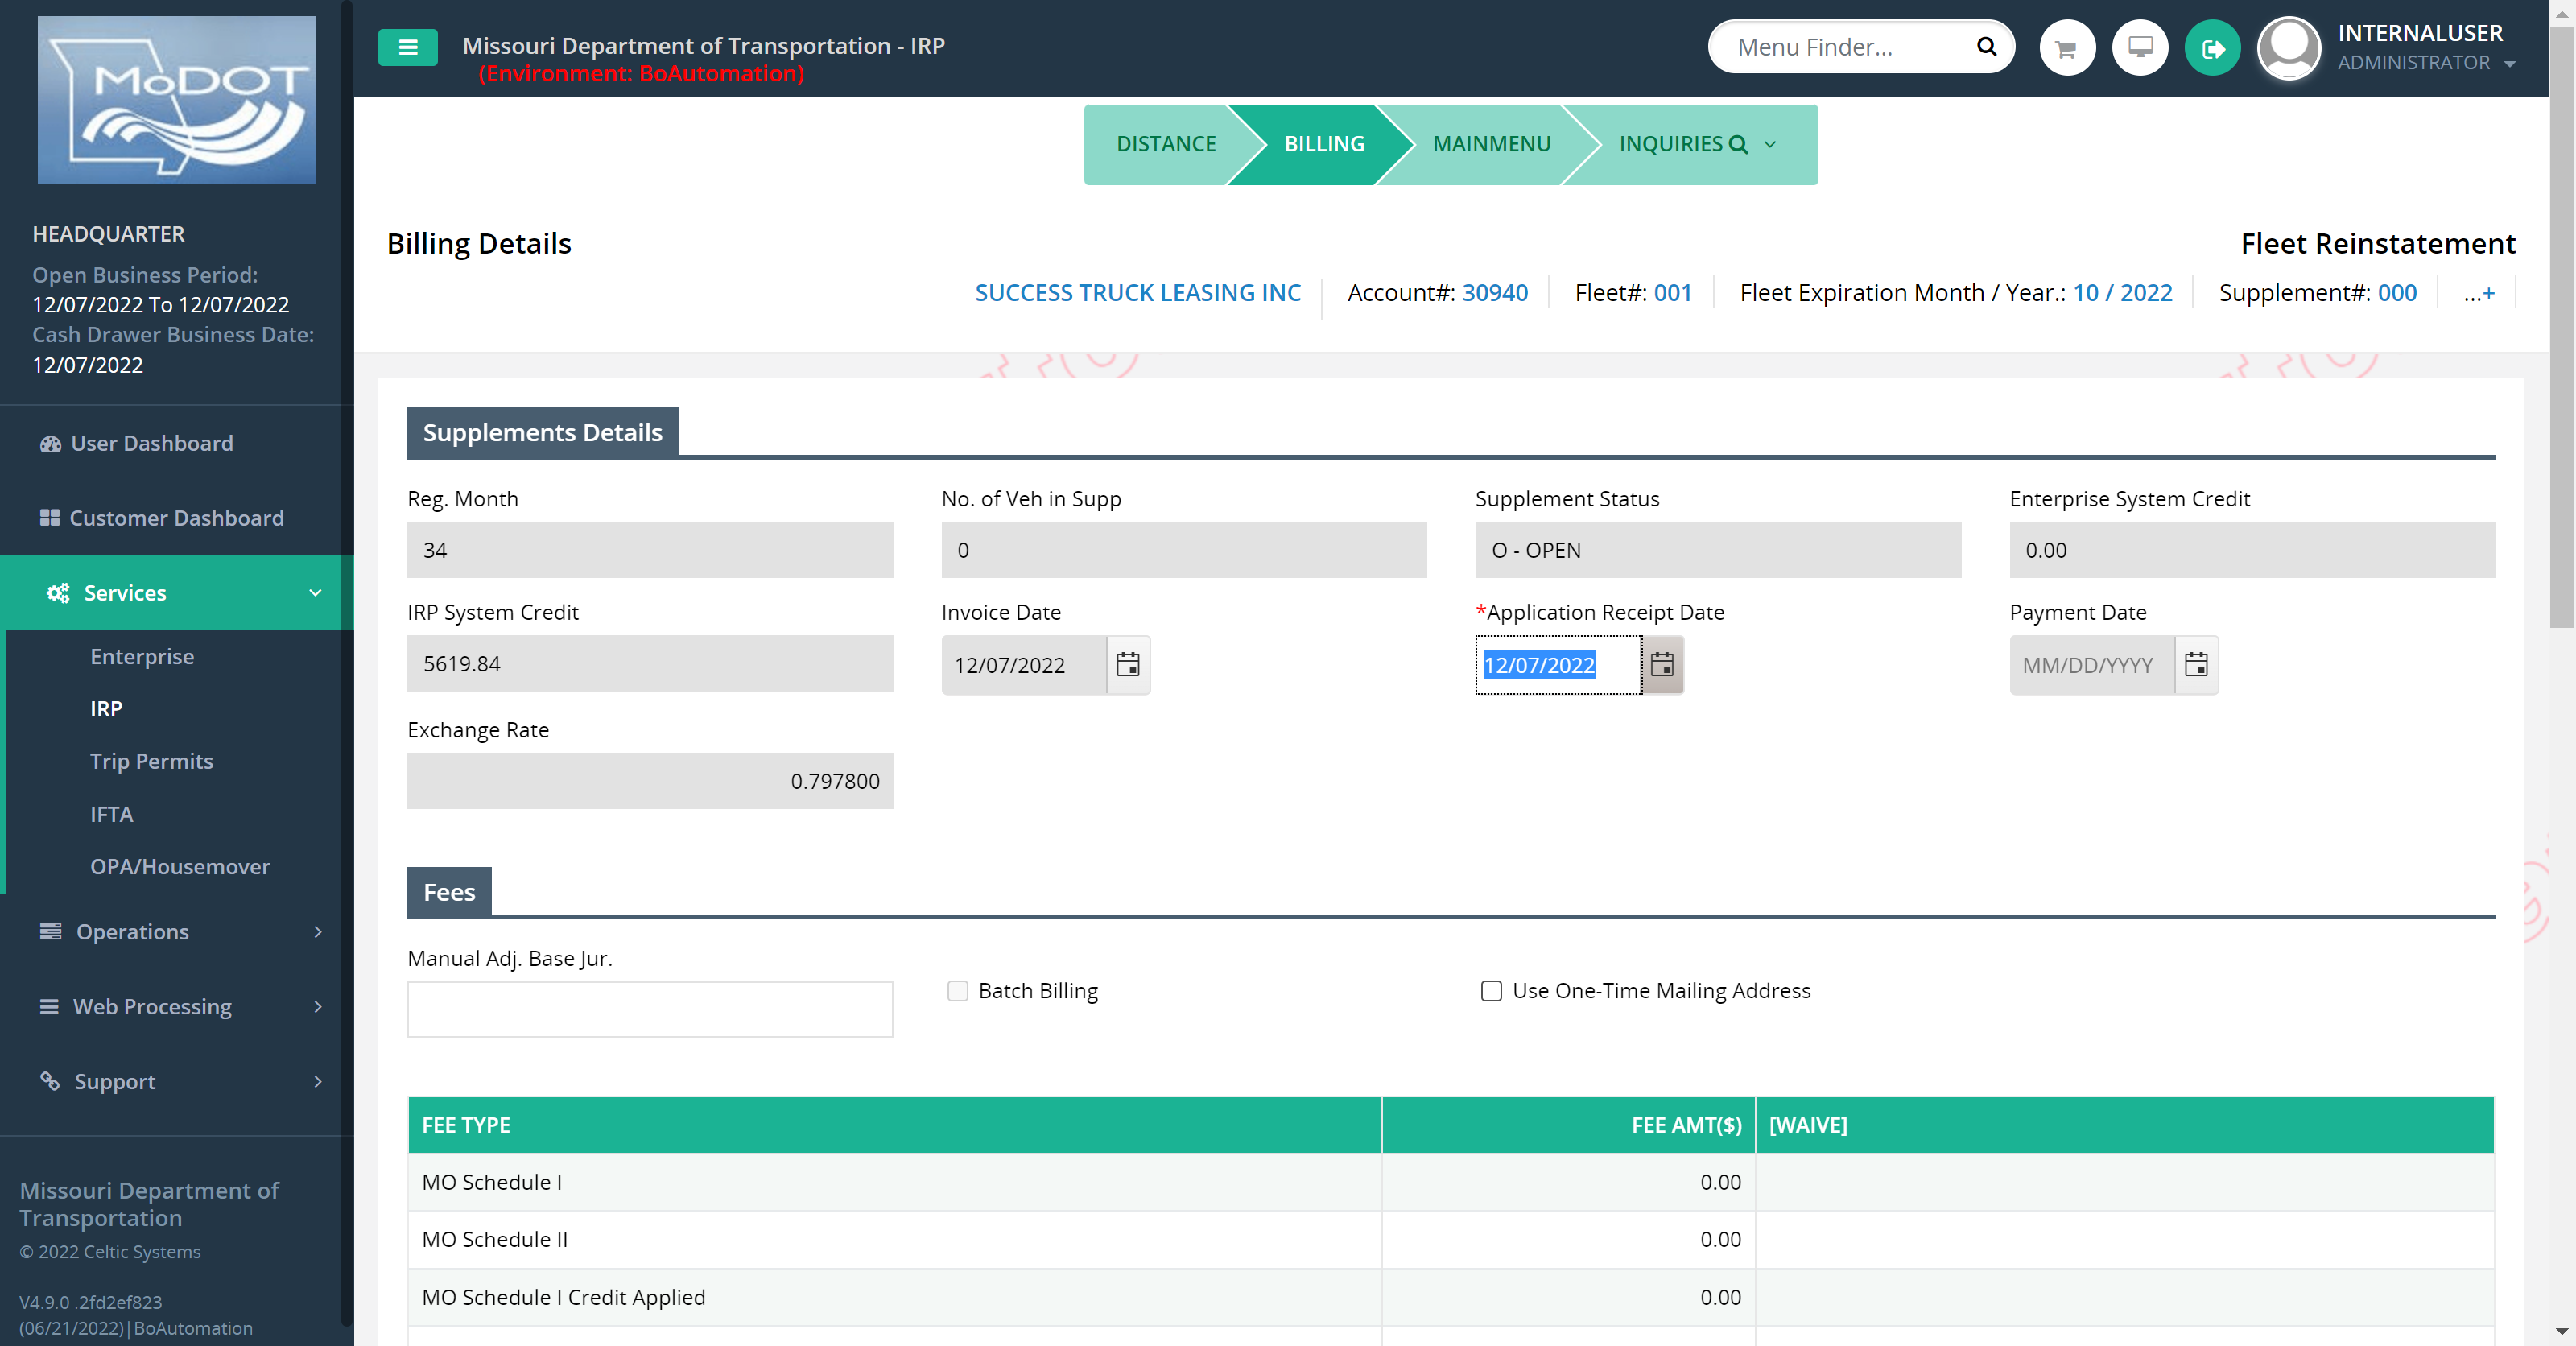 MoDOT
Missouri Department of Transportation - IRP
(Environment: BoAutomation)
Menu Finder...
INTERNALUSER
ADMINISTRATOR
HEADQUARTER
Open Business Period:
12/07/2022 To 12/07/2022
Cash Drawer Business Date:
12/07/2022
User Dashboard
Customer Dashboard
Services
Enterprise
IRP
Trip Permits
IFTA
OPA/Housemover
Operations
Web Processing
Support
Missouri Department of
Transportation
© 2022 Celtic Systems
V4.9.0 .2fd2ef823
(06/21/2022)|BoAutomation
DISTANCE BILLING MAINMENU INQUIRIES
Billing Details
Fleet Reinstatement
SUCCESS TRUCK LEASING INC Account#: 30940 Fleet#: 001 Fleet Expiration Month / Year.: 10 / 2022 Supplement#: 000 ...+
Supplements Details
Reg. Month No. of Veh in Supp Supplement Status Enterprise System Credit
34 0 O - OPEN 0.00
IRP System Credit Invoice Date *Application Receipt Date Payment Date
5619.84 12/07/2022 12/07/2022 MM/DD/YYYY
Exchange Rate
0.797800
Fees
Manual Adj. Base Jur.
Batch Billing Use One-Time Mailing Address
FEE TYPE FEE AMT($) [WAIVE]
MO Schedule I 0.00
MO Schedule II 0.00
MO Schedule I Credit Applied 0.00